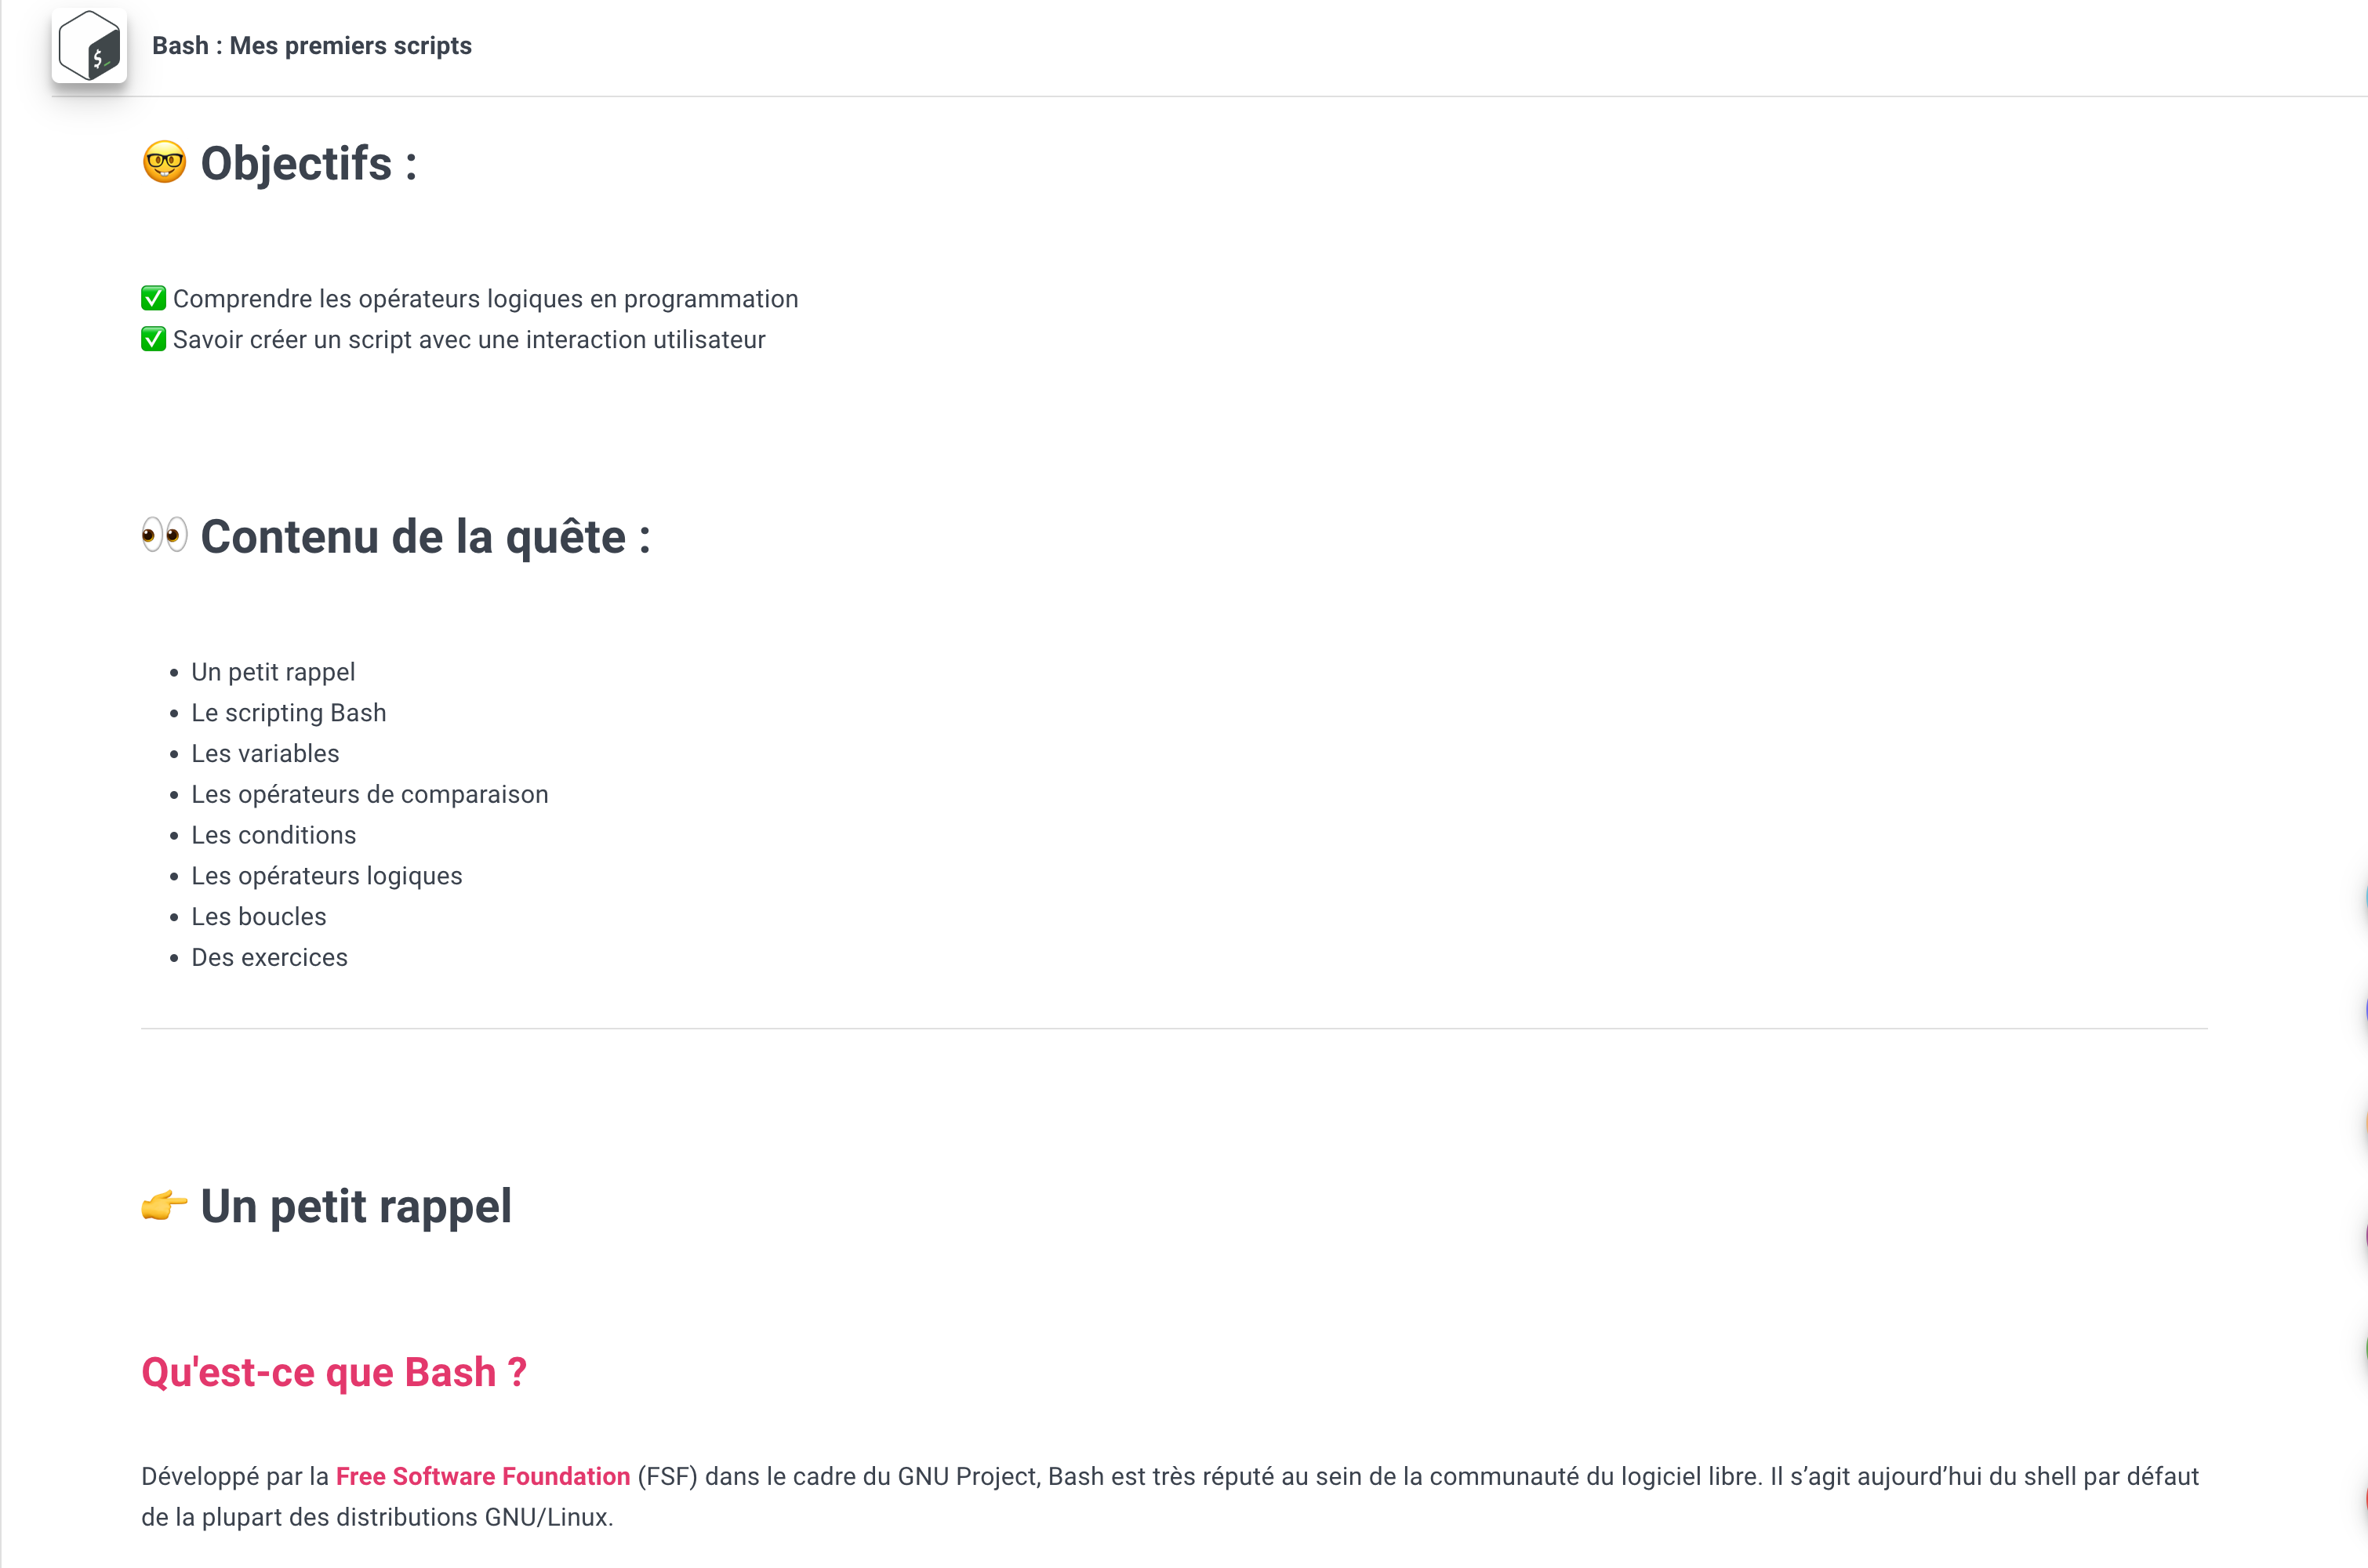 Bash : Mes premiers scripts
🤓 Objectifs :
✅ Comprendre les opérateurs logiques en programmation
✅ Savoir créer un script avec une interaction utilisateur
👀 Contenu de la quête :
• Un petit rappel
• Le scripting Bash
• Les variables
• Les opérateurs de comparaison
• Les conditions
• Les opérateurs logiques
• Les boucles
• Des exercices
👉 Un petit rappel
Qu'est-ce que Bash ?
Développé par la Free Software Foundation (FSF) dans le cadre du GNU Project, Bash est très réputé au sein de la communauté du logiciel libre. Il s’agit aujourd’hui du shell par défaut
de la plupart des distributions GNU/Linux.